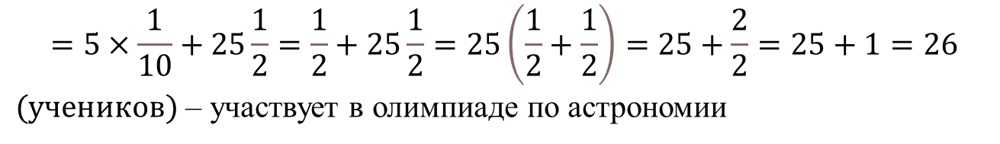 = 5 × 1/10 + 25 1/2 = 1/2 + 25 1/2 = 25 (1/2 + 1/2) = 25 + 2/2 = 25 + 1 = 26
(учеников) – участвует в олимпиаде по астрономии